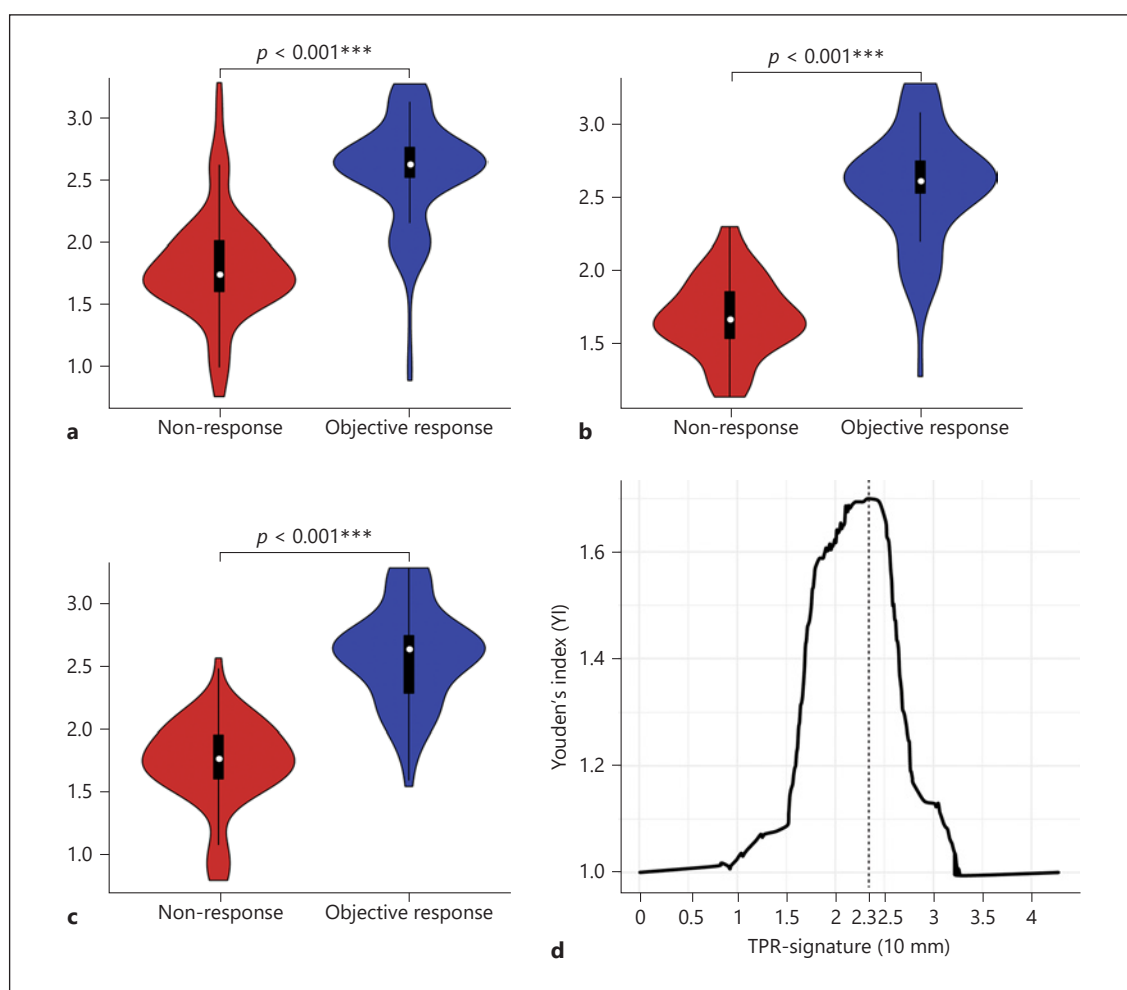 p < 0.001***
3.0
2.5
2.0
1.5
1.0
Non-response
Objective response
a
p < 0.001***
3.0
2.5
2.0
1.5
Non-response
Objective response
b
p < 0.001***
3.0
2.5
2.0
1.5
1.0
Non-response
Objective response
c
Youden's index (YI)
1.6
1.4
1.2
1.0
0 0.5 1 1.5 2 2.32.5 3 3.5 4
TPR-signature (10 mm)
d